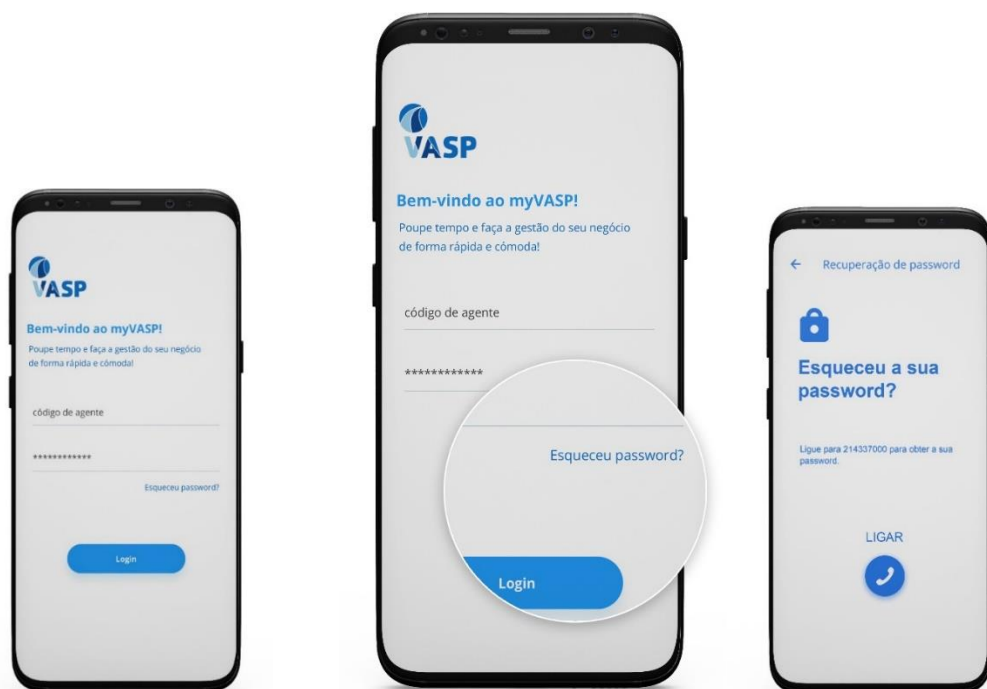 VASP
Bem-vindo ao myVASP!
Poupe tempo e faça a gestão do seu negócio
de forma rápida e cómoda!
código de agente
************
Esqueceu password?
Login
VASP
Bem-vindo ao myVASP!
Poupe tempo e faça a gestão do seu negócio
de forma rápida e cómoda!
código de agente
************
Esqueceu password?
Login
Recuperação de password
Esqueceu a sua
password?
Ligue para 214337000 para obter a sua
password.
LIGAR